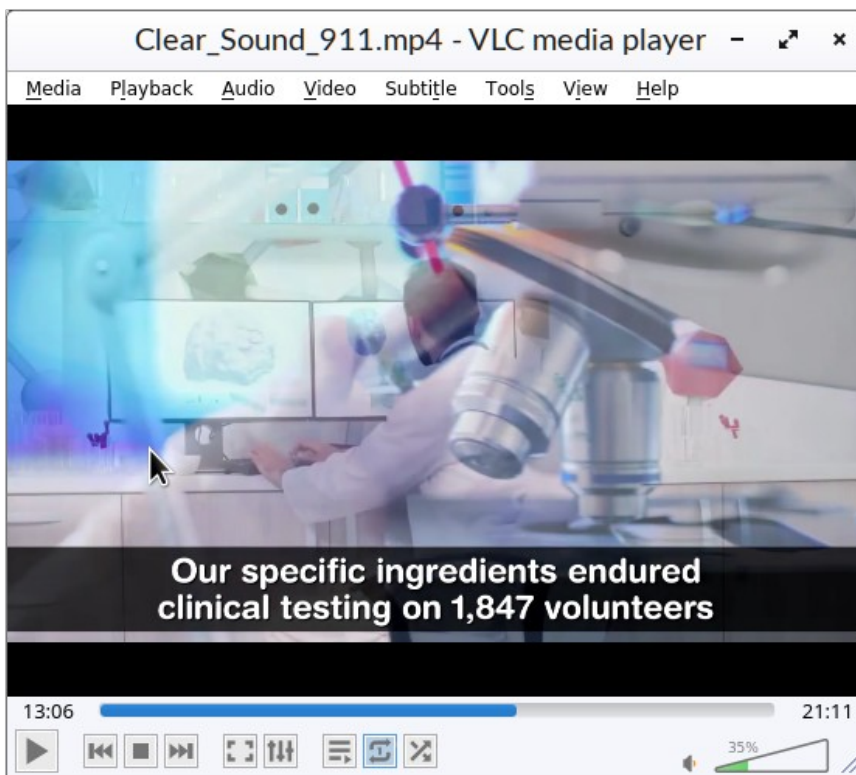 Clear_Sound_911.mp4 - VLC media player
Media Playback Audio Video Subtitle Tools View Help
Our specific ingredients endured
clinical testing on 1,847 volunteers
13:06 21:11
35%